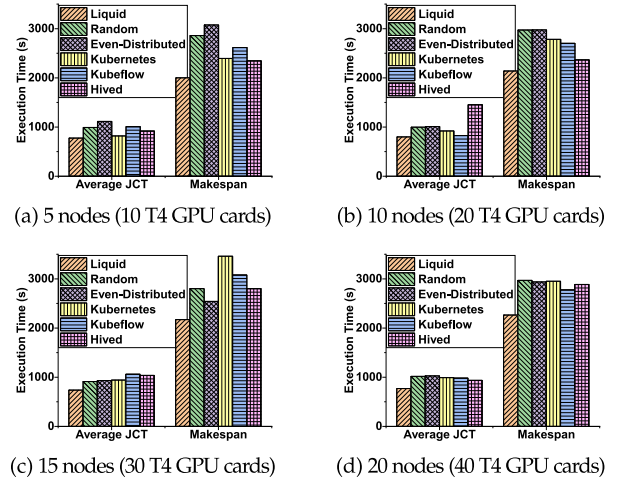 Execution Time (s)
3000
2000
1000
0
Liquid
Random
Even-Distributed
Kubernetes
Kubeflow
Hived
Average JCT Makespan
(a) 5 nodes (10 T4 GPU cards)
Execution Time (s)
3000
2000
1000
0
Liquid
Random
Even-Distributed
Kubernetes
Kubeflow
Hived
Average JCT Makespan
(b) 10 nodes (20 T4 GPU cards)
Execution Time (s)
3000
2000
1000
0
Liquid
Random
Even-Distributed
Kubernetes
Kubeflow
Hived
Average JCT Makespan
(c) 15 nodes (30 T4 GPU cards)
Execution Time (s)
3000
2000
1000
0
Liquid
Random
Even-Distributed
Kubernetes
Kubeflow
Hived
Average JCT Makespan
(d) 20 nodes (40 T4 GPU cards)